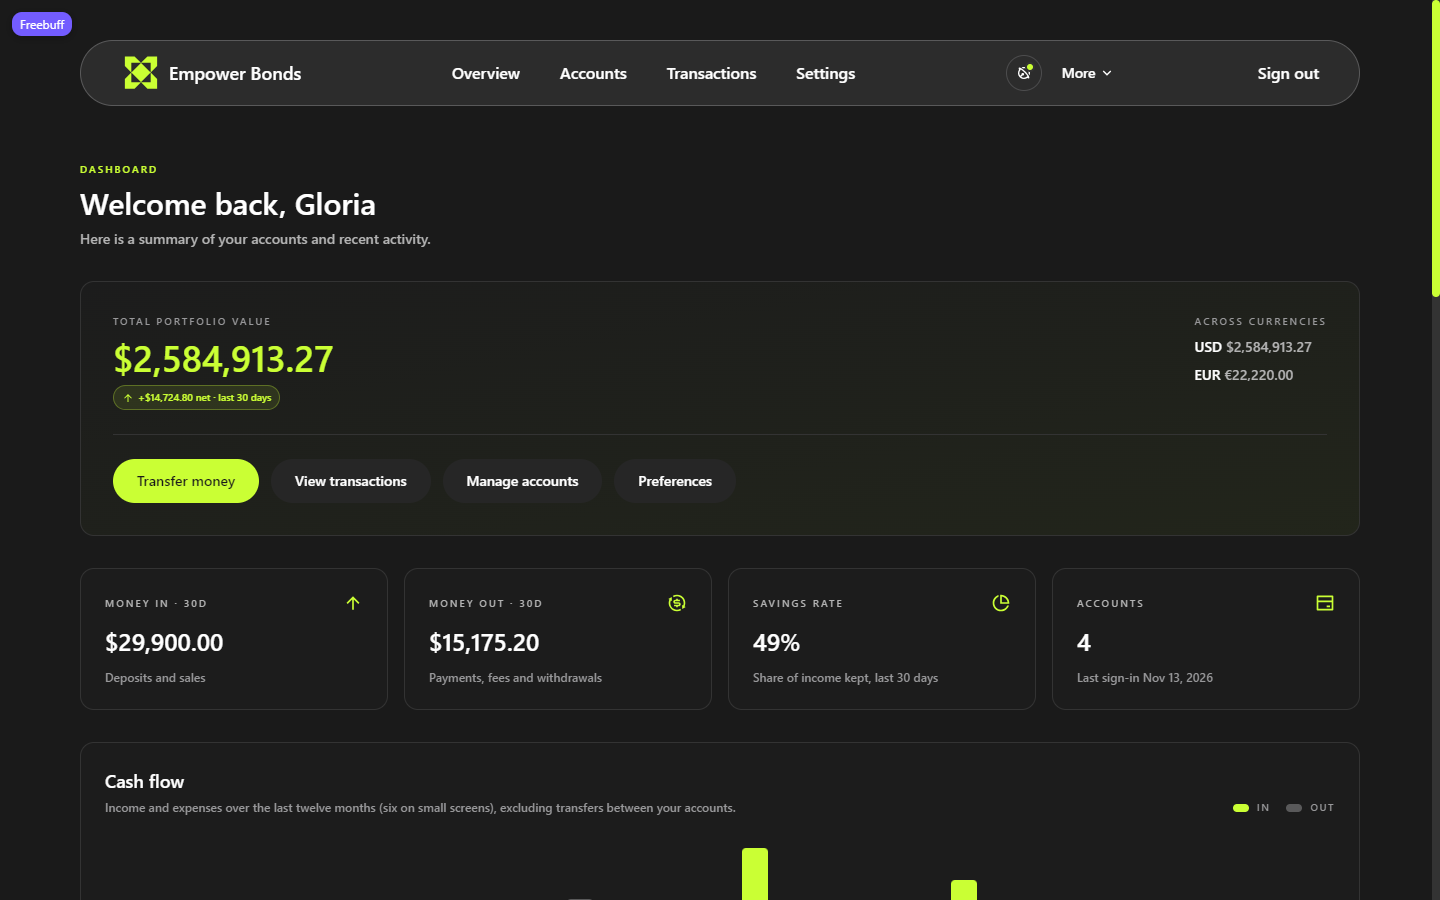 Freebuff
Empower Bonds
Overview
Accounts
Transactions
Settings
More
Sign out
DASHBOARD
Welcome back, Gloria
Here is a summary of your accounts and recent activity.
TOTAL PORTFOLIO VALUE
$2,584,913.27
+$14,724.80 net · last 30 days
ACROSS CURRENCIES
USD $2,584,913.27
EUR €22,220.00
Transfer money
View transactions
Manage accounts
Preferences
MONEY IN · 30D
$29,900.00
Deposits and sales
MONEY OUT · 30D
$15,175.20
Payments, fees and withdrawals
SAVINGS RATE
49%
Share of income kept, last 30 days
ACCOUNTS
4
Last sign-in Nov 13, 2026
Cash flow
Income and expenses over the last twelve months (six on small screens), excluding transfers between your accounts.
IN
OUT